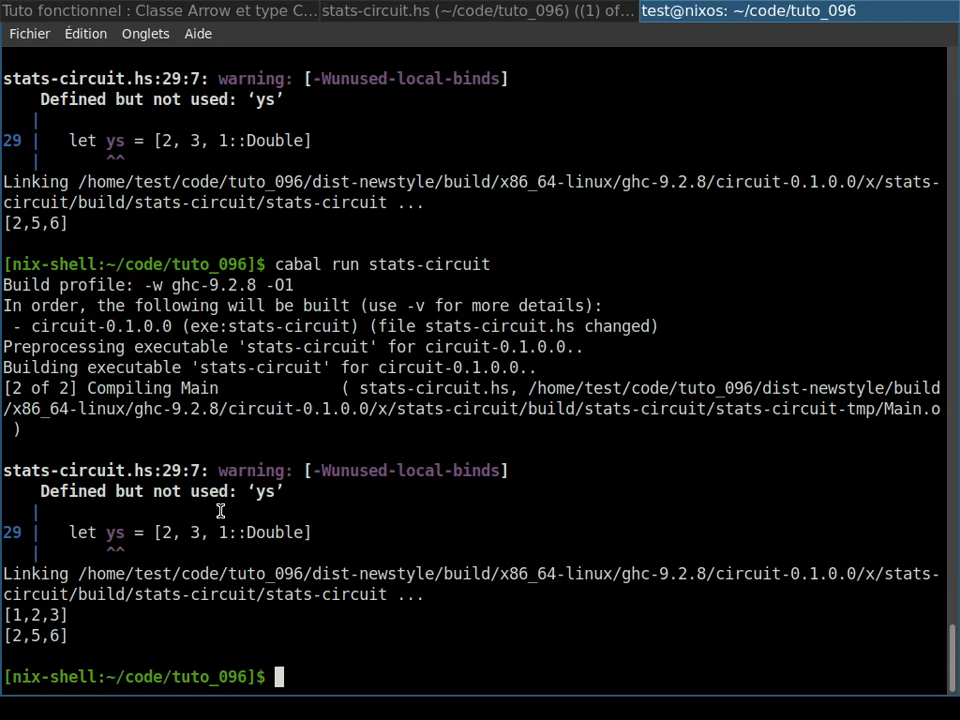 Tuto fonctionnel : Classe Arrow et type C... stats-circuit.hs (~/code/tuto_096) ((1) of... test@nixos: ~/code/tuto_096
Fichier Édition Onglets Aide
stats-circuit.hs:29:7: warning: [-Wunused-local-binds]
Defined but not used: ‘ys’
|
29 | let ys = [2, 3, 1::Double]
| ^^
Linking /home/test/code/tuto_096/dist-newstyle/build/x86_64-linux/ghc-9.2.8/circuit-0.1.0.0/x/stats-
circuit/build/stats-circuit/stats-circuit ...
[2,5,6]
[nix-shell:~/code/tuto_096]$ cabal run stats-circuit
Build profile: -w ghc-9.2.8 -O1
In order, the following will be built (use -v for more details):
- circuit-0.1.0.0 (exe:stats-circuit) (file stats-circuit.hs changed)
Preprocessing executable 'stats-circuit' for circuit-0.1.0.0..
Building executable 'stats-circuit' for circuit-0.1.0.0..
[2 of 2] Compiling Main ( stats-circuit.hs, /home/test/code/tuto_096/dist-newstyle/build
/x86_64-linux/ghc-9.2.8/circuit-0.1.0.0/x/stats-circuit/build/stats-circuit/stats-circuit-tmp/Main.o
)
stats-circuit.hs:29:7: warning: [-Wunused-local-binds]
Defined but not used: ‘ys’
|
29 | let ys = [2, 3, 1::Double]
| ^^
Linking /home/test/code/tuto_096/dist-newstyle/build/x86_64-linux/ghc-9.2.8/circuit-0.1.0.0/x/stats-
circuit/build/stats-circuit/stats-circuit ...
[1,2,3]
[2,5,6]
[nix-shell:~/code/tuto_096]$